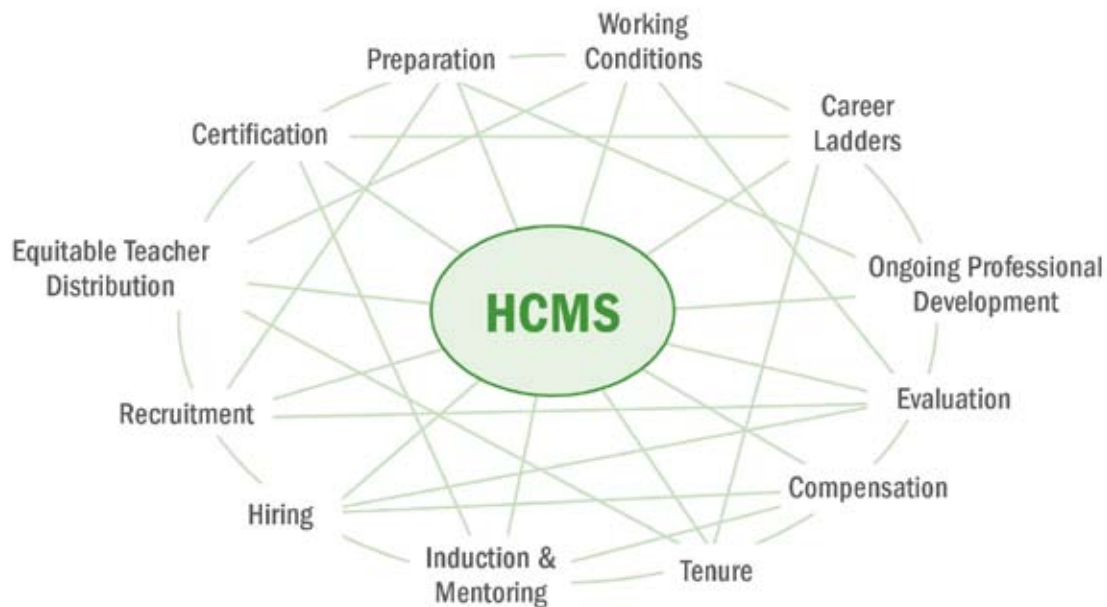 Working
Conditions
Preparation
Career
Ladders
Certification
Equitable Teacher
Distribution
Ongoing Professional
Development
HCMS
Recruitment
Evaluation
Compensation
Hiring
Induction &
Mentoring
Tenure